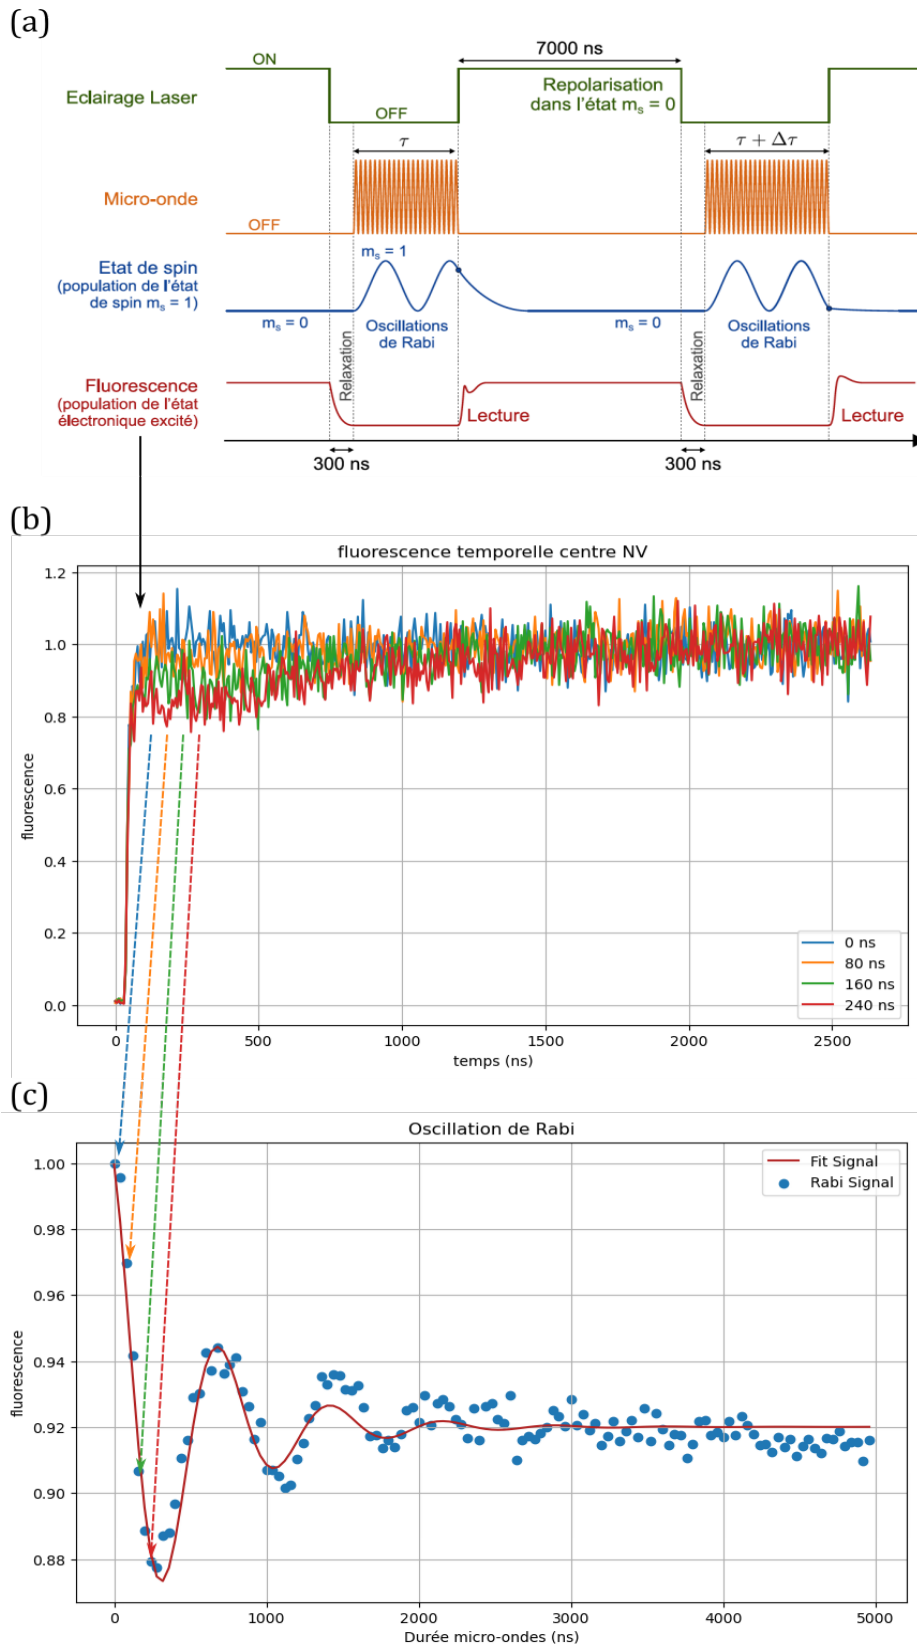 (a)
7000 ns
ON
Eclairage Laser
Repolarisation
dans l'état mₛ = 0
OFF
τ
τ + Δτ
Micro-onde
OFF
mₛ = 1
Etat de spin
(population de l'état
de spin mₛ = 1)
mₛ = 0
Oscillations
de Rabi
mₛ = 0
Oscillations
de Rabi
Relaxation
Relaxation
Fluorescence
(population de l'état
électronique excité)
Lecture
Lecture
300 ns
300 ns
(b)
fluorescence temporelle centre NV
1.2
1.0
0.8
0.6
0.4
0.2
0.0
fluorescence
0 ns
80 ns
160 ns
240 ns
0
500
1000
1500
2000
2500
temps (ns)
(c)
Oscillation de Rabi
1.00
0.98
0.96
0.94
0.92
0.90
0.88
fluorescence
Fit Signal
Rabi Signal
0
1000
2000
3000
4000
5000
Durée micro-ondes (ns)